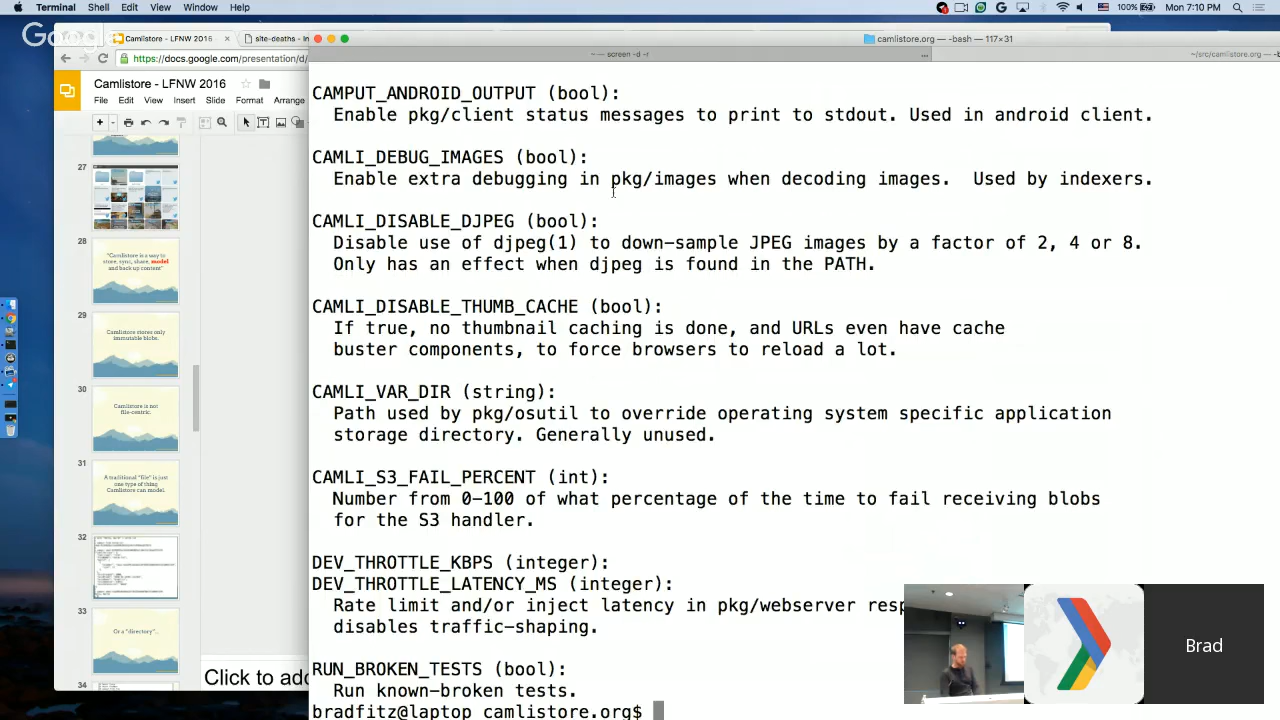 Terminal Shell Edit View Window Help
100% Mon 7:10 PM
Google
Camlistore - LFNW 2016
site-deaths - In
https://docs.google.com/presentation/d/
Camlistore - LFNW 2016
File Edit View Insert Slide Format Arrange
27
28
"Camlistore is a way to
store, sync, share, model
and back up content"
29
Camlistore stores only
immutable blobs.
30
Camlistore is not
file-centric.
31
A traditional "file" is just
one type of thing
Camlistore can model.
32
33
Or a "directory"...
34
Click to add
camlistore.org — -bash — 117×31
~ — screen -d -r
~/src/camlistore.org — -b
CAMPUT_ANDROID_OUTPUT (bool):
Enable pkg/client status messages to print to stdout. Used in android client.
CAMLI_DEBUG_IMAGES (bool):
Enable extra debugging in pkg/images when decoding images.  Used by indexers.
CAMLI_DISABLE_DJPEG (bool):
Disable use of djpeg(1) to down-sample JPEG images by a factor of 2, 4 or 8.
Only has an effect when djpeg is found in the PATH.
CAMLI_DISABLE_THUMB_CACHE (bool):
If true, no thumbnail caching is done, and URLs even have cache
buster components, to force browsers to reload a lot.
CAMLI_VAR_DIR (string):
Path used by pkg/osutil to override operating system specific application
storage directory. Generally unused.
CAMLI_S3_FAIL_PERCENT (int):
Number from 0-100 of what percentage of the time to fail receiving blobs
for the S3 handler.
DEV_THROTTLE_KBPS (integer):
DEV_THROTTLE_LATENCY_MS (integer):
Rate limit and/or inject latency in pkg/webserver resp
disables traffic-shaping.
RUN_BROKEN_TESTS (bool):
Run known-broken tests.
bradfitz@laptop camlistore.org$
Brad